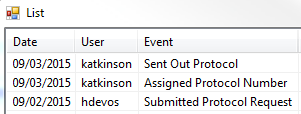 List
Date User Event
09/03/2015 katkinson Sent Out Protocol
09/03/2015 katkinson Assigned Protocol Number
09/02/2015 hdevos Submitted Protocol Request